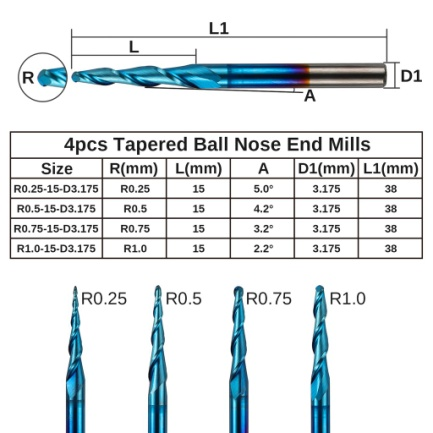 L1
L
R
D1
A
4pcs Tapered Ball Nose End Mills
Size R(mm) L(mm) A D1(mm) L1(mm)
R0.25-15-D3.175 R0.25 15 5.0° 3.175 38
R0.5-15-D3.175 R0.5 15 4.2° 3.175 38
R0.75-15-D3.175 R0.75 15 3.2° 3.175 38
R1.0-15-D3.175 R1.0 15 2.2° 3.175 38
R0.25 R0.5 R0.75 R1.0